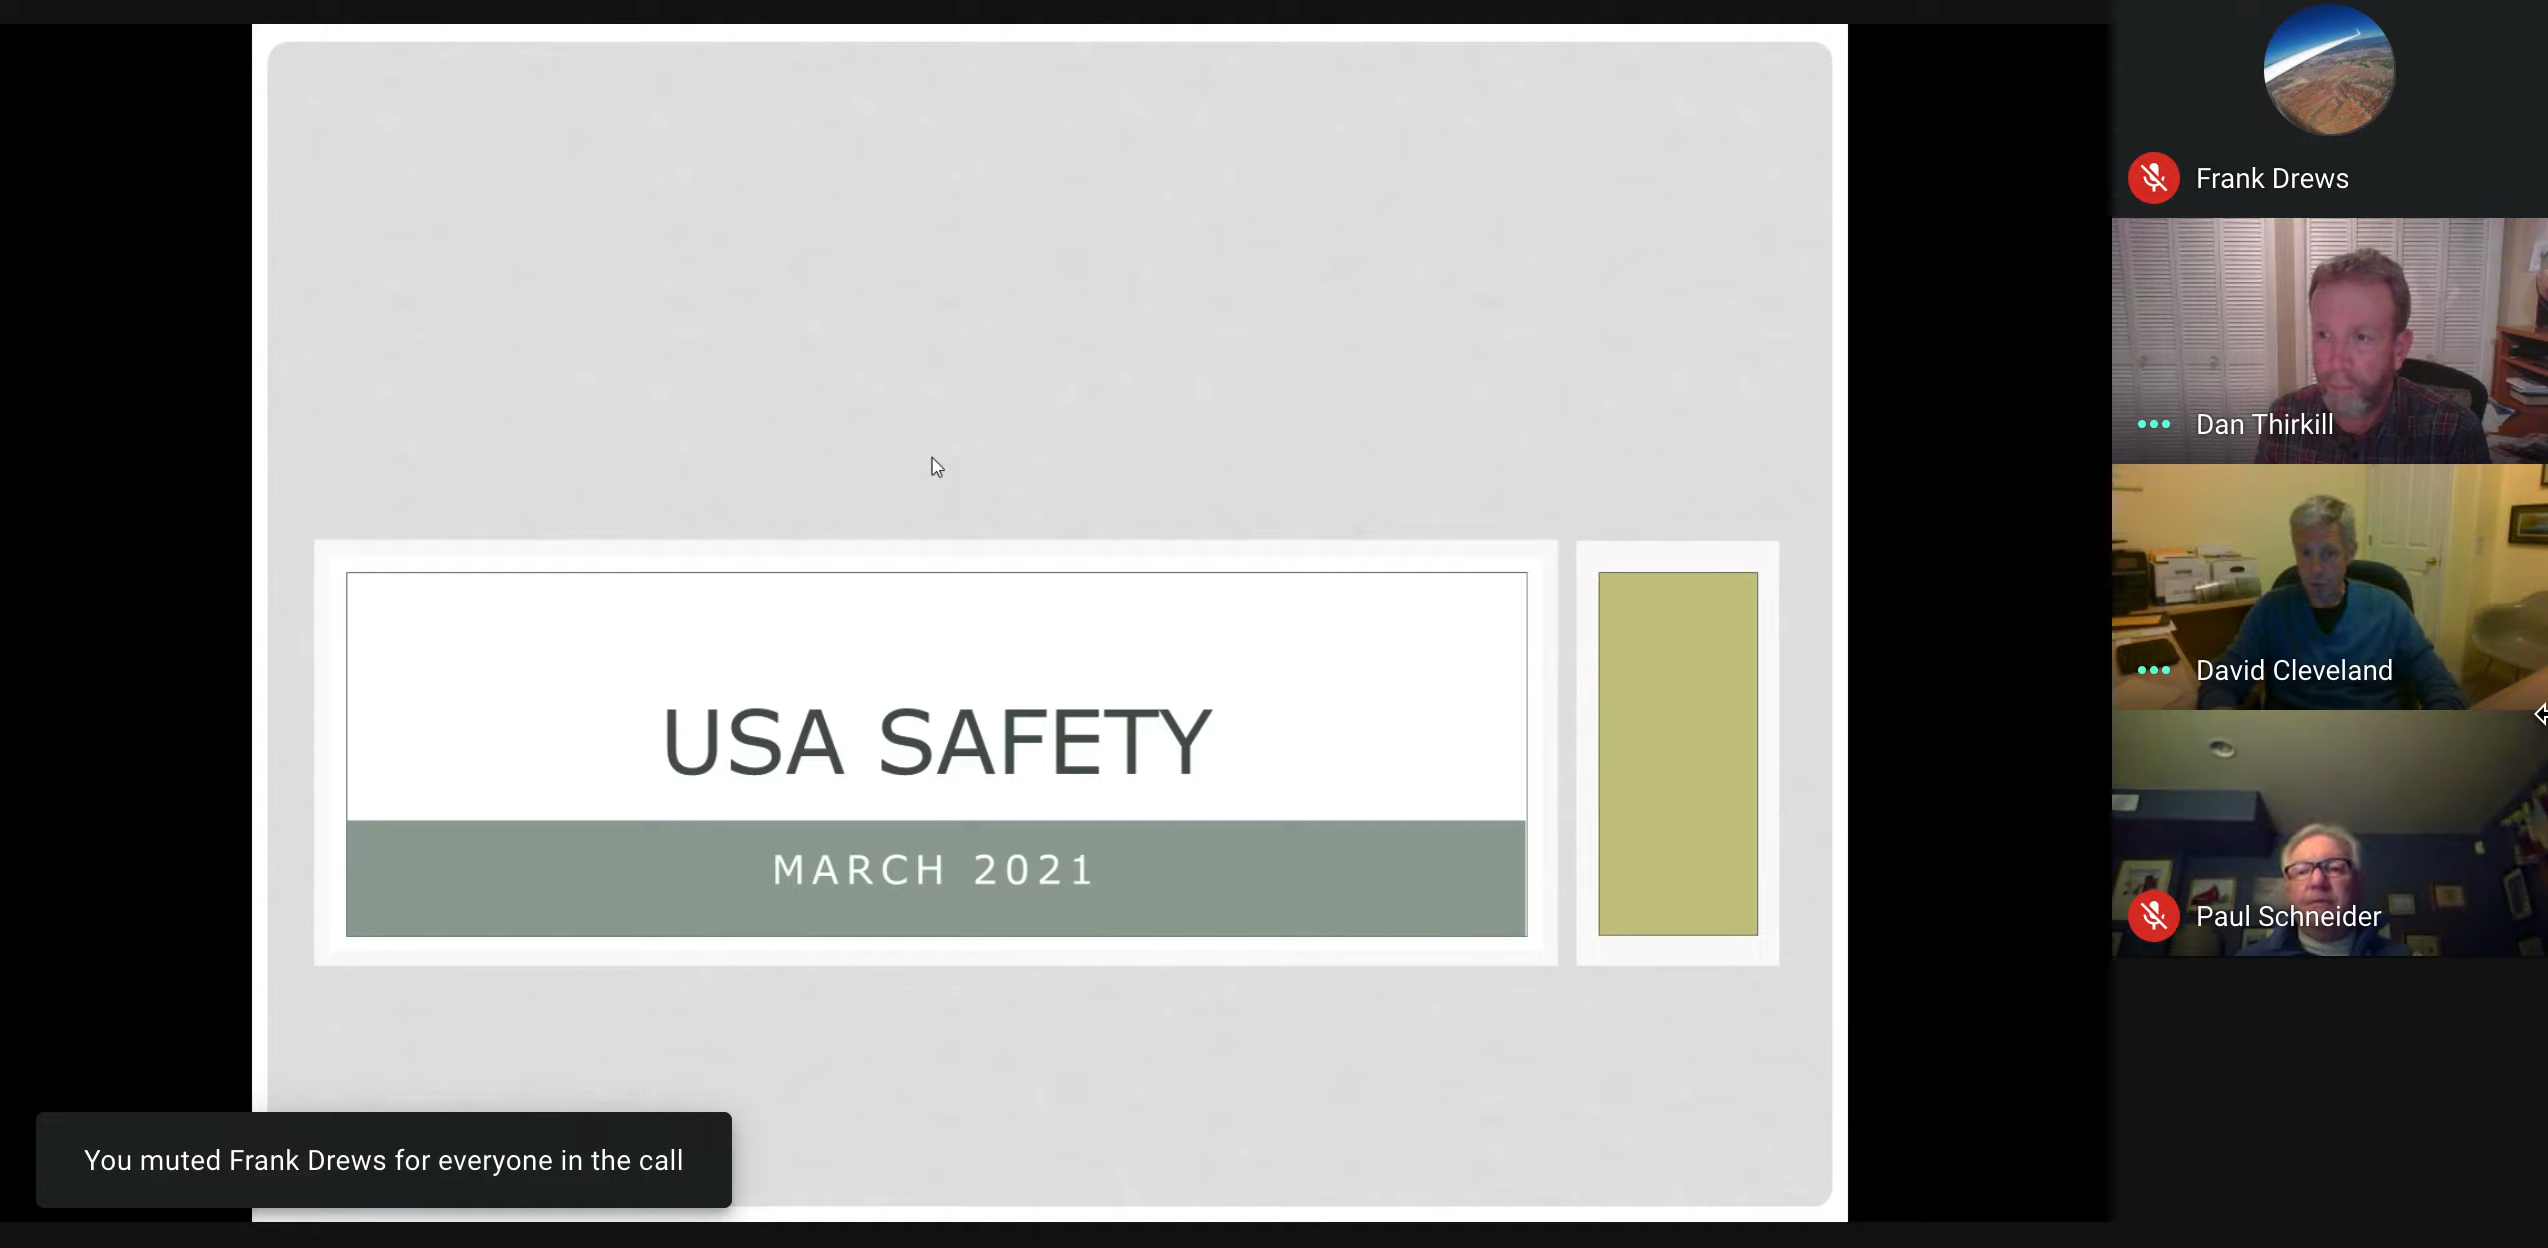 USA SAFETY
MARCH 2021
You muted Frank Drews for everyone in the call
Frank Drews
Dan Thirkill
David Cleveland
Paul Schneider